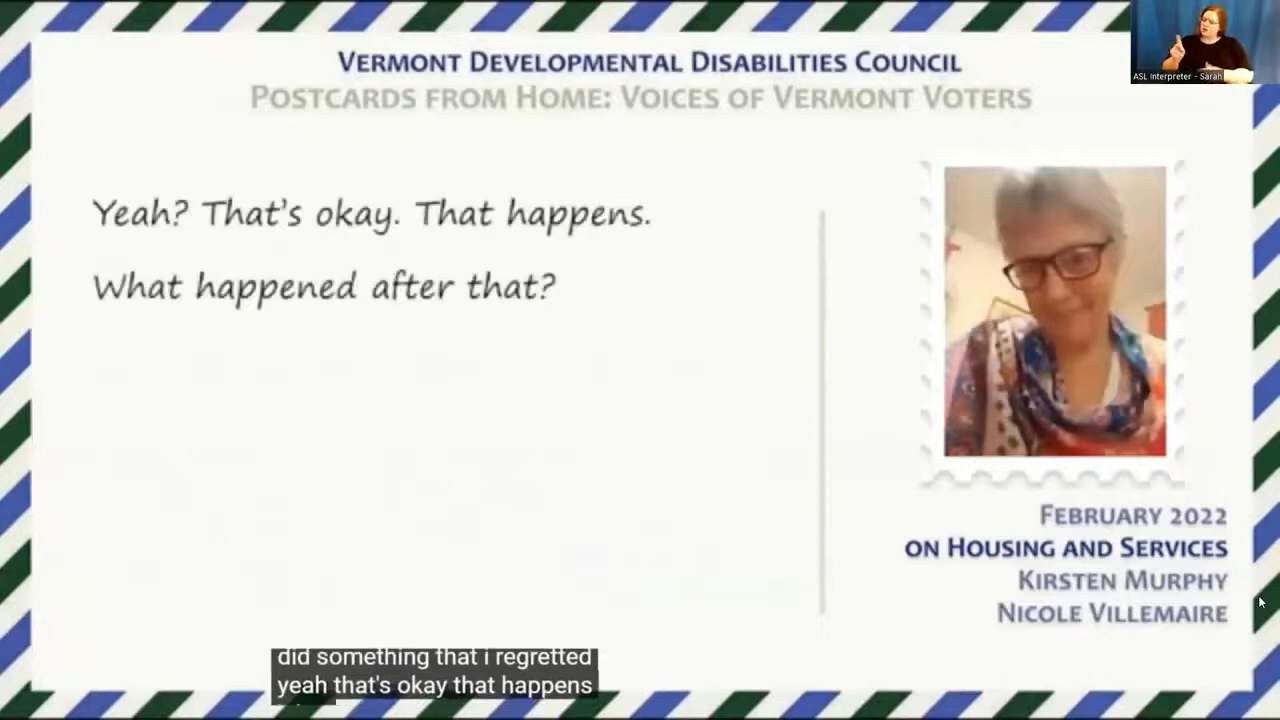 VERMONT DEVELOPMENTAL DISABILITIES COUNCIL
POSTCARDS FROM HOME: VOICES OF VERMONT VOTERS
ASL Interpreter - Sarah
Yeah? That's okay. That happens.
What happened after that?
FEBRUARY 2022
ON HOUSING AND SERVICES
KIRSTEN MURPHY
NICOLE VILLEMAIRE
did something that i regretted
yeah that's okay that happens